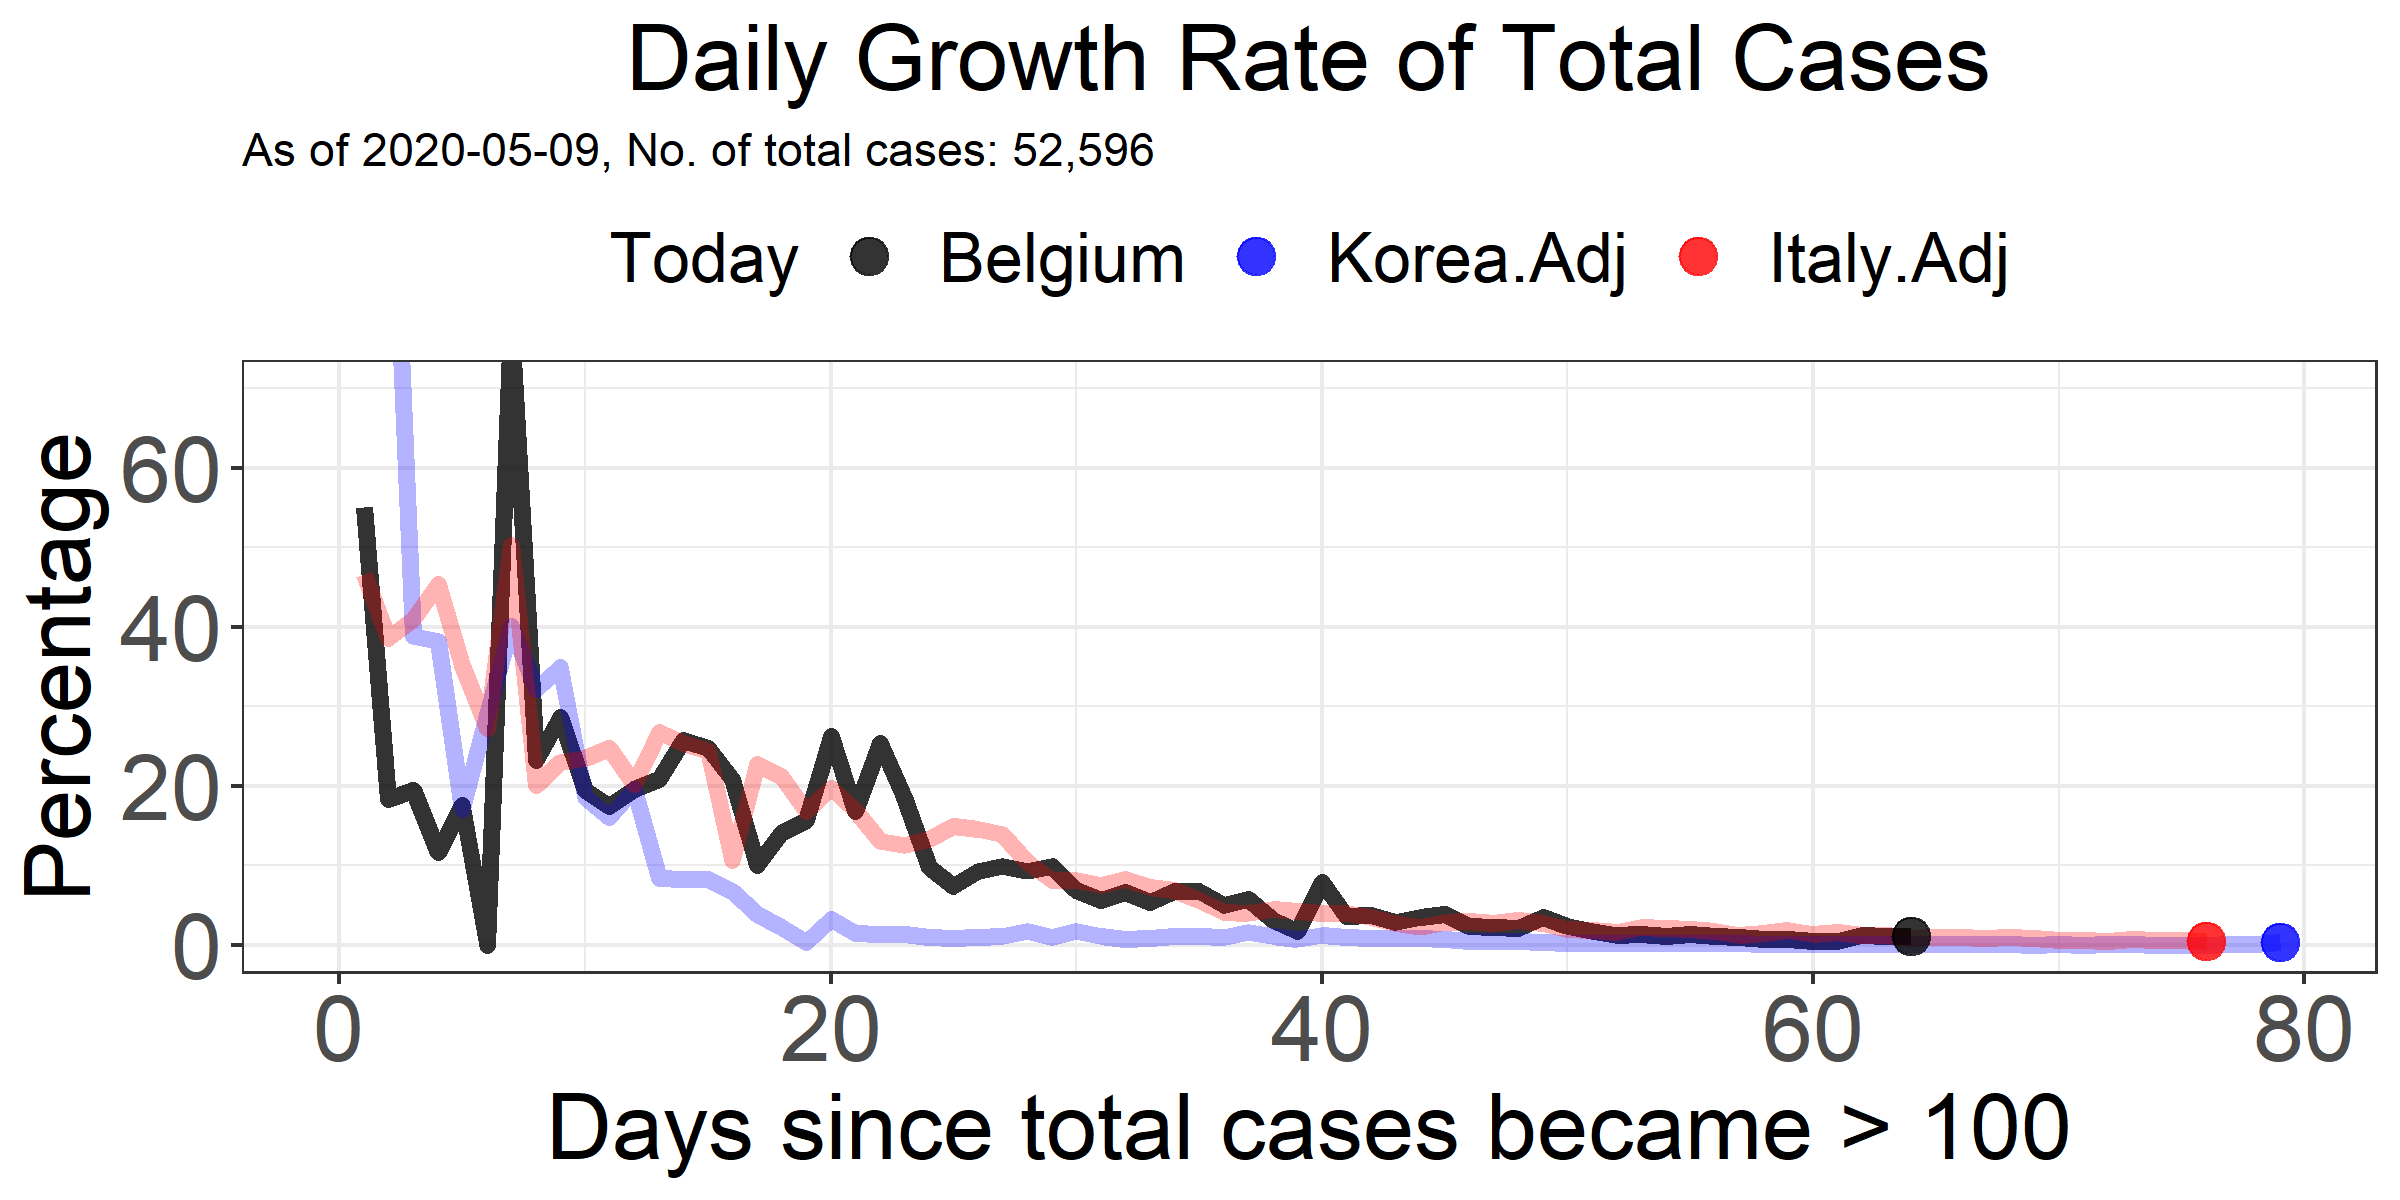 Daily Growth Rate of Total Cases
As of 2020-05-09, No. of total cases: 52,596
Today Belgium Korea.Adj Italy.Adj
Percentage
60
40
20
0
0 20 40 60 80
Days since total cases became > 100